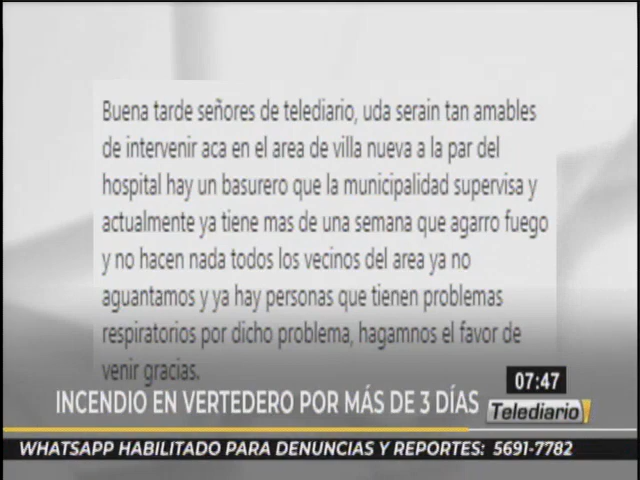 Buena tarde señores de telediario, uda serain tan amables
de intervenir aca en el area de villa nueva a la par del
hospital hay un basurero que la municipalidad supervisa y
actualmente ya tiene mas de una semana que agarro fuego
y no hacen nada todos los vecinos del area ya no
aguantamos y ya hay personas que tienen problemas
respiratorios por dicho problema, hagamnos el favor de
venir gracias.
07:47
INCENDIO EN VERTEDERO POR MÁS DE 3 DÍAS
Telediario
WHATSAPP HABILITADO PARA DENUNCIAS Y REPORTES: 5691-7782